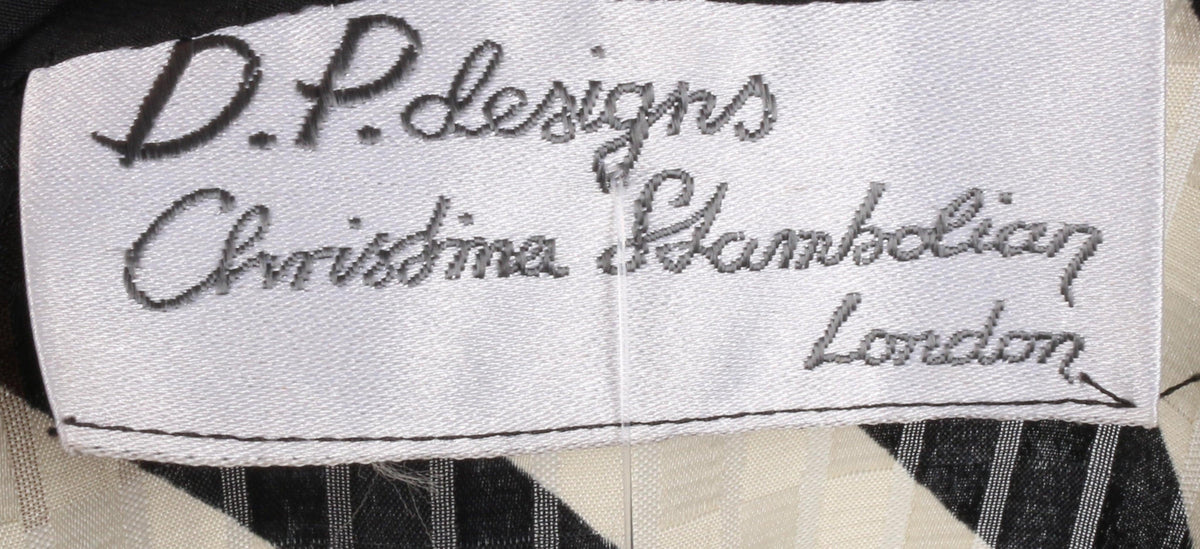 D.P. designs
Christina Stambolian
London